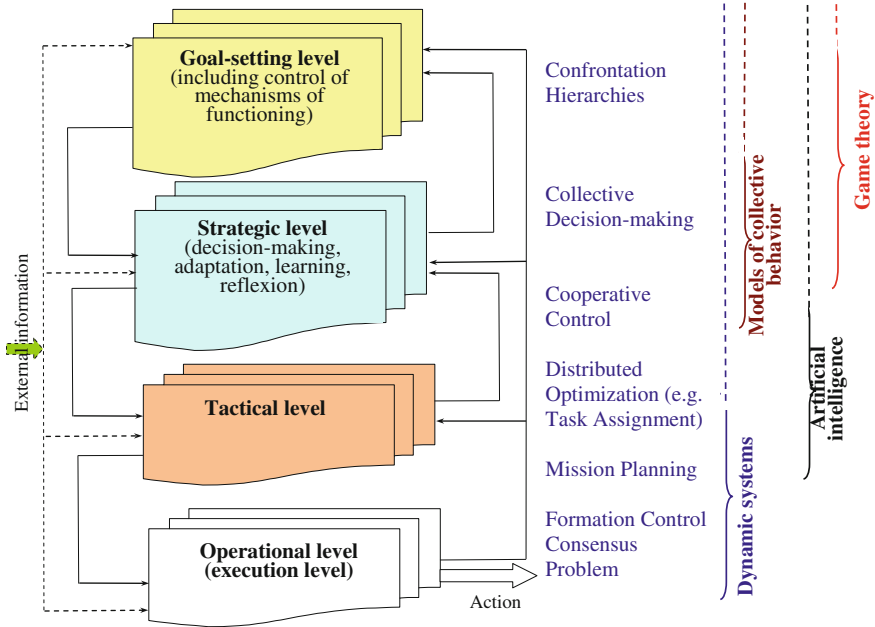 Goal-setting level
(including control of
mechanisms of
functioning)
Strategic level
(decision-making,
adaptation, learning,
reflexion)
Tactical level
Operational level
(execution level)
Action
External information
Confrontation
Hierarchies
Collective
Decision-making
Cooperative
Control
Distributed
Optimization (e.g.
Task Assignment)
Mission Planning
Formation Control
Consensus
Problem
Dynamic systems
Models of collective
behavior
Artificial
intelligence
Game theory